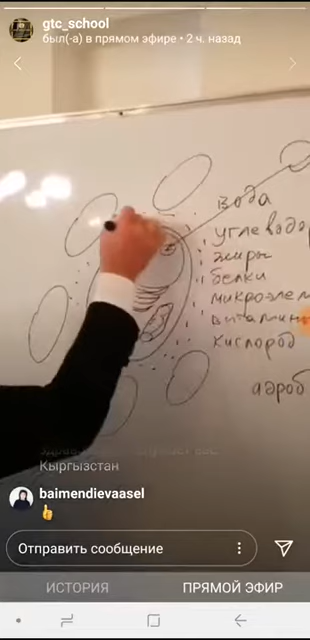 gtc_school
был(-а) в прямом эфире • 2 ч. назад
вода
углевод
жиры
белки
микроэлем
витамин
кислород
аэроб
Кыргызстан
baimendievaasel
👍
Отправить сообщение
ИСТОРИЯ
ПРЯМОЙ ЭФИР